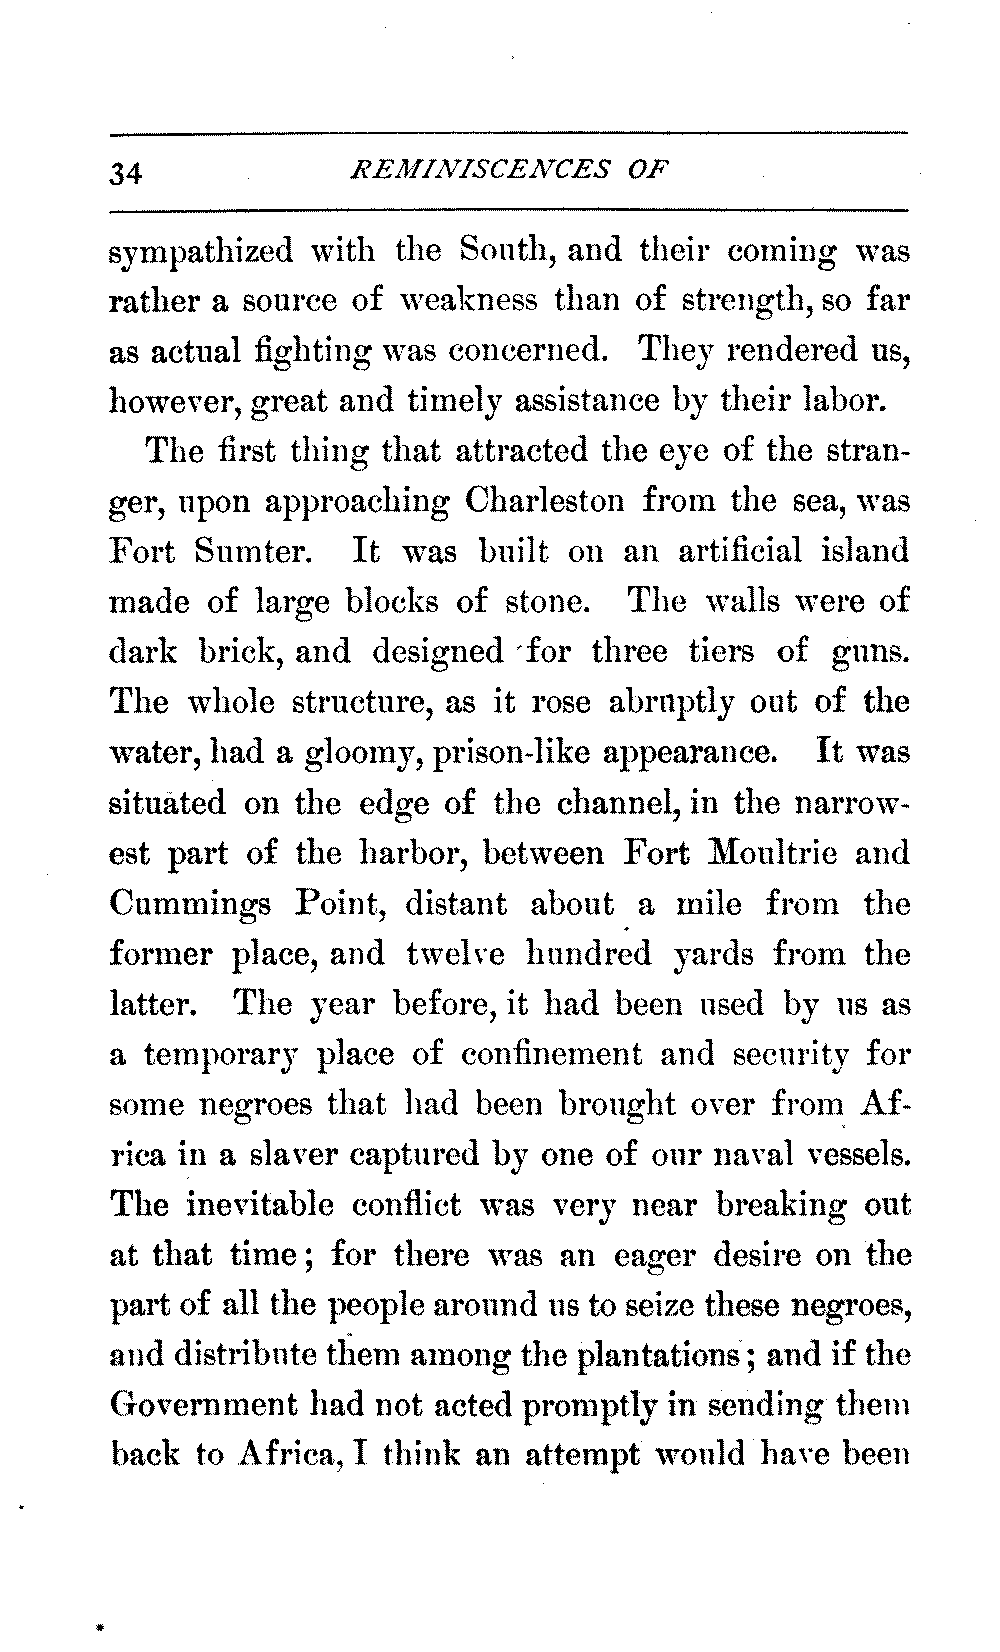 34 REMINISCENCES OF
sympathized with the South, and their coming was
rather a source of weakness than of strength, so far
as actual fighting was concerned. They rendered us,
however, great and timely assistance by their labor.
The first thing that attracted the eye of the stran-
ger, upon approaching Charleston from the sea, was
Fort Sumter. It was built on an artificial island
made of large blocks of stone. The walls were of
dark brick, and designed for three tiers of guns.
The whole structure, as it rose abruptly out of the
water, had a gloomy, prison-like appearance. It was
situated on the edge of the channel, in the narrow-
est part of the harbor, between Fort Moultrie and
Cummings Point, distant about a mile from the
former place, and twelve hundred yards from the
latter. The year before, it had been used by us as
a temporary place of confinement and security for
some negroes that had been brought over from Af-
rica in a slaver captured by one of our naval vessels.
The inevitable conflict was very near breaking out
at that time; for there was an eager desire on the
part of all the people around us to seize these negroes,
and distribute them among the plantations; and if the
Government had not acted promptly in sending them
back to Africa, I think an attempt would have been